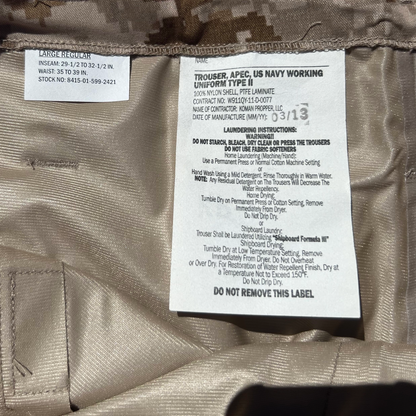 LARGE REGULAR
INSEAM: 29-1/2 TO 32-1/2 IN.
WAIST: 35 TO 39 IN.
STOCK NO: 8415-01-599-2421
NAME
TROUSER, APEC, US NAVY WORKING
UNIFORM TYPE II
100% NYLON SHELL, PTFE LAMINATE
CONTRACT NO: W911QY-11-D-0077
NAME OF CONTRACTOR: KOMAN PROPPER, LLC
DATE OF MANUFACTURE (MM/YY): 03/13
LAUNDERING INSTRUCTIONS:
WARNING!!
DO NOT STARCH, BLEACH, DRY CLEAN OR PRESS THE TROUSERS
DO NOT USE FABRIC SOFTENERS
Home Laundering (Machine/Hand):
Use a Permanent Press or Normal Cotton Machine Setting
or
Hand Wash Using a Mild Detergent. Rinse Thoroughly in Warm Water.
NOTE: Any Residual Detergent on The Trousers Will Decrease The
Water Repellency.
Home Drying:
Tumble Dry on Permanent Press or Cotton Setting, Remove
Immediately From Dryer.
Do Not Drip Dry.
or
Shipboard Laundry:
Trouser Shall be Laundered Utilizing "Shipboard Formula III"
Shipboard Drying:
Tumble Dry at Low Temperature Setting. Remove
Immediately From Dryer. Do Not Overheat
or Over Dry. For Restoration of Water Repellent Finish, Dry at
a Temperature Not to Exceed 150°F.
Do Not Drip Dry.
DO NOT REMOVE THIS LABEL